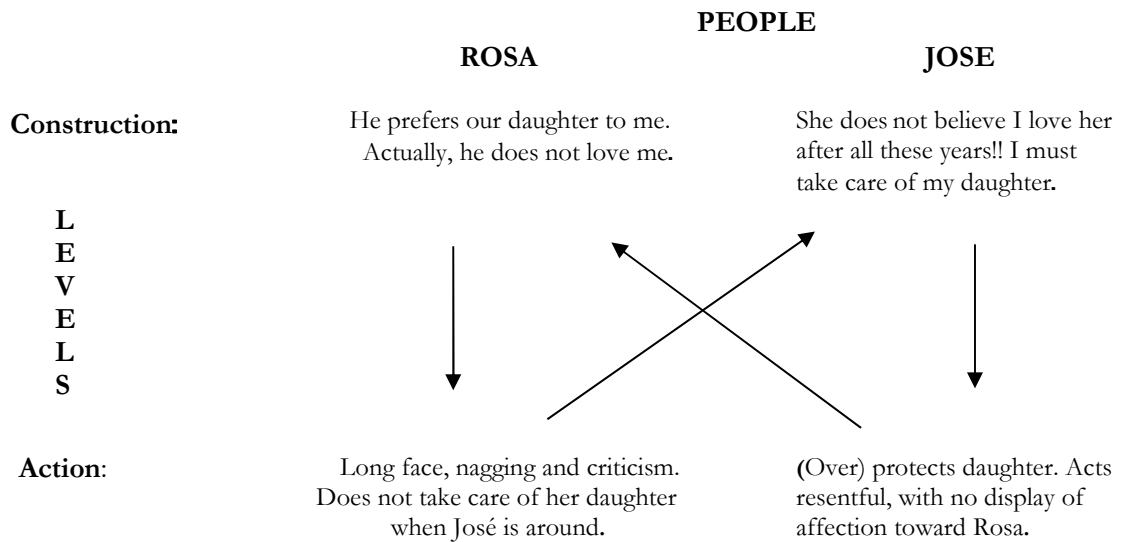 PEOPLE
ROSA
JOSE
Construction:
He prefers our daughter to me.
Actually, he does not love me.
She does not believe I love her
after all these years!! I must
take care of my daughter.
L
E
V
E
L
S
Action:
Long face, nagging and criticism.
Does not take care of her daughter
when José is around.
(Over) protects daughter. Acts
resentful, with no display of
affection toward Rosa.